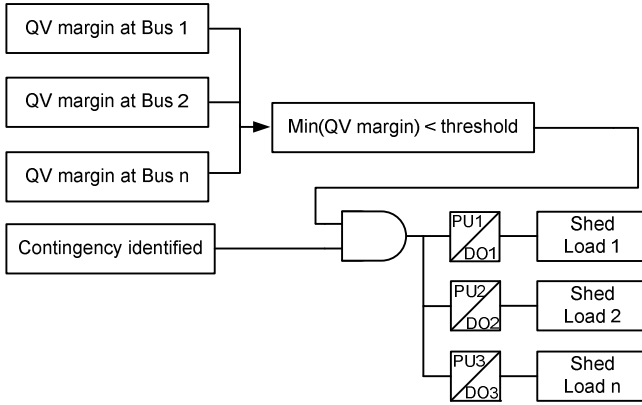 QV margin at Bus 1
QV margin at Bus 2
QV margin at Bus n
Min(QV margin) < threshold
Contingency identified
PU1
DO1
Shed
Load 1
PU2
DO2
Shed
Load 2
PU3
DO3
Shed
Load n